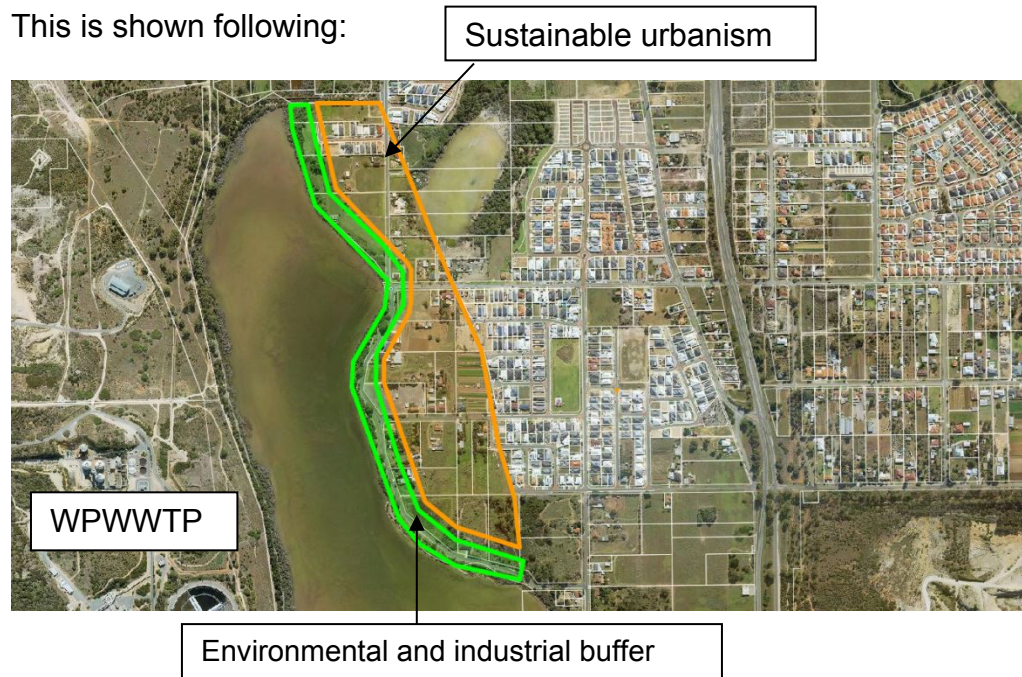 This is shown following:
Sustainable urbanism
WPWWTP
Environmental and industrial buffer